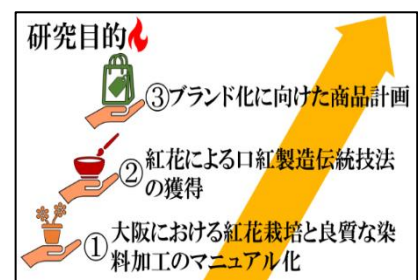 研究目的
③ブランド化に向けた商品計画
②紅花による口紅製造伝統技法
の獲得
①大阪における紅花栽培と良質な染
料加工のマニュアル化